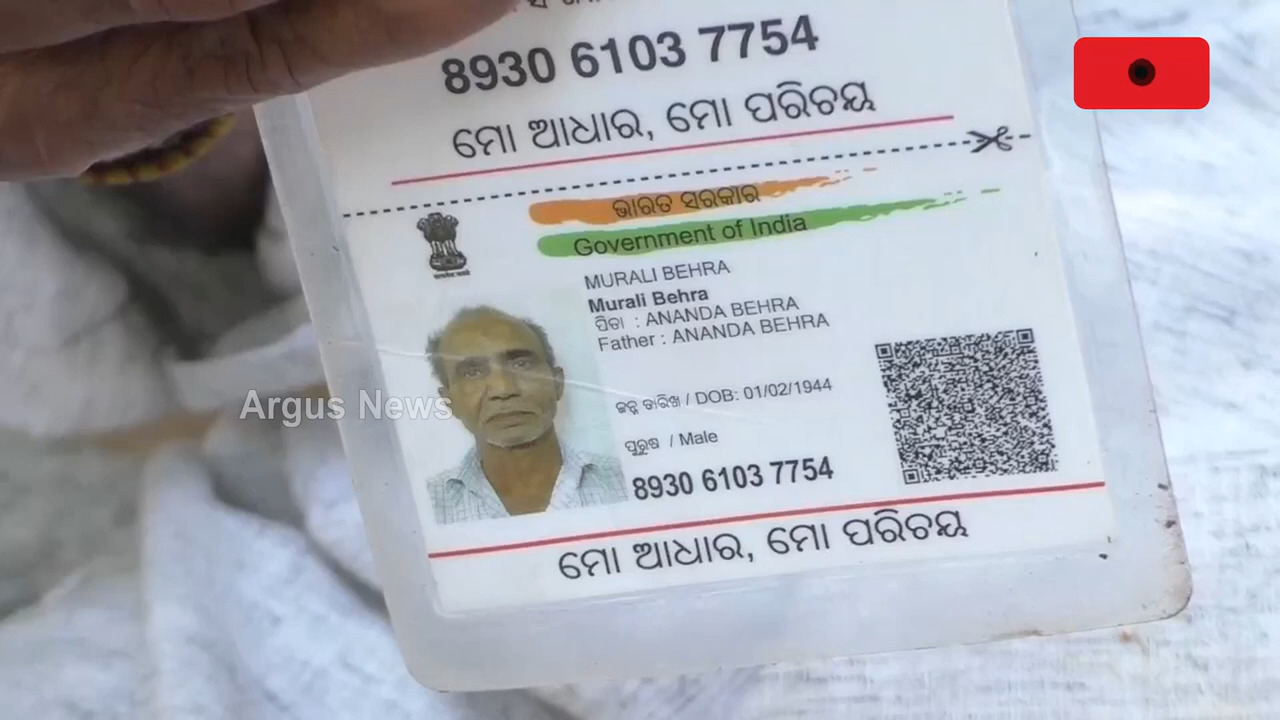 8930 6103 7754
ମୋ ଆଧାର, ମୋ ପରିଚୟ
ଭାରତ ସରକାର
Government of India
MURALI BEHRA
Murali Behra
ପିତା : ANANDA BEHRA
Father : ANANDA BEHRA
ଜନ୍ମ ତାରିଖ / DOB: 01/02/1944
ପୁରୁଷ / Male
8930 6103 7754
ମୋ ଆଧାର, ମୋ ପରିଚୟ
Argus News